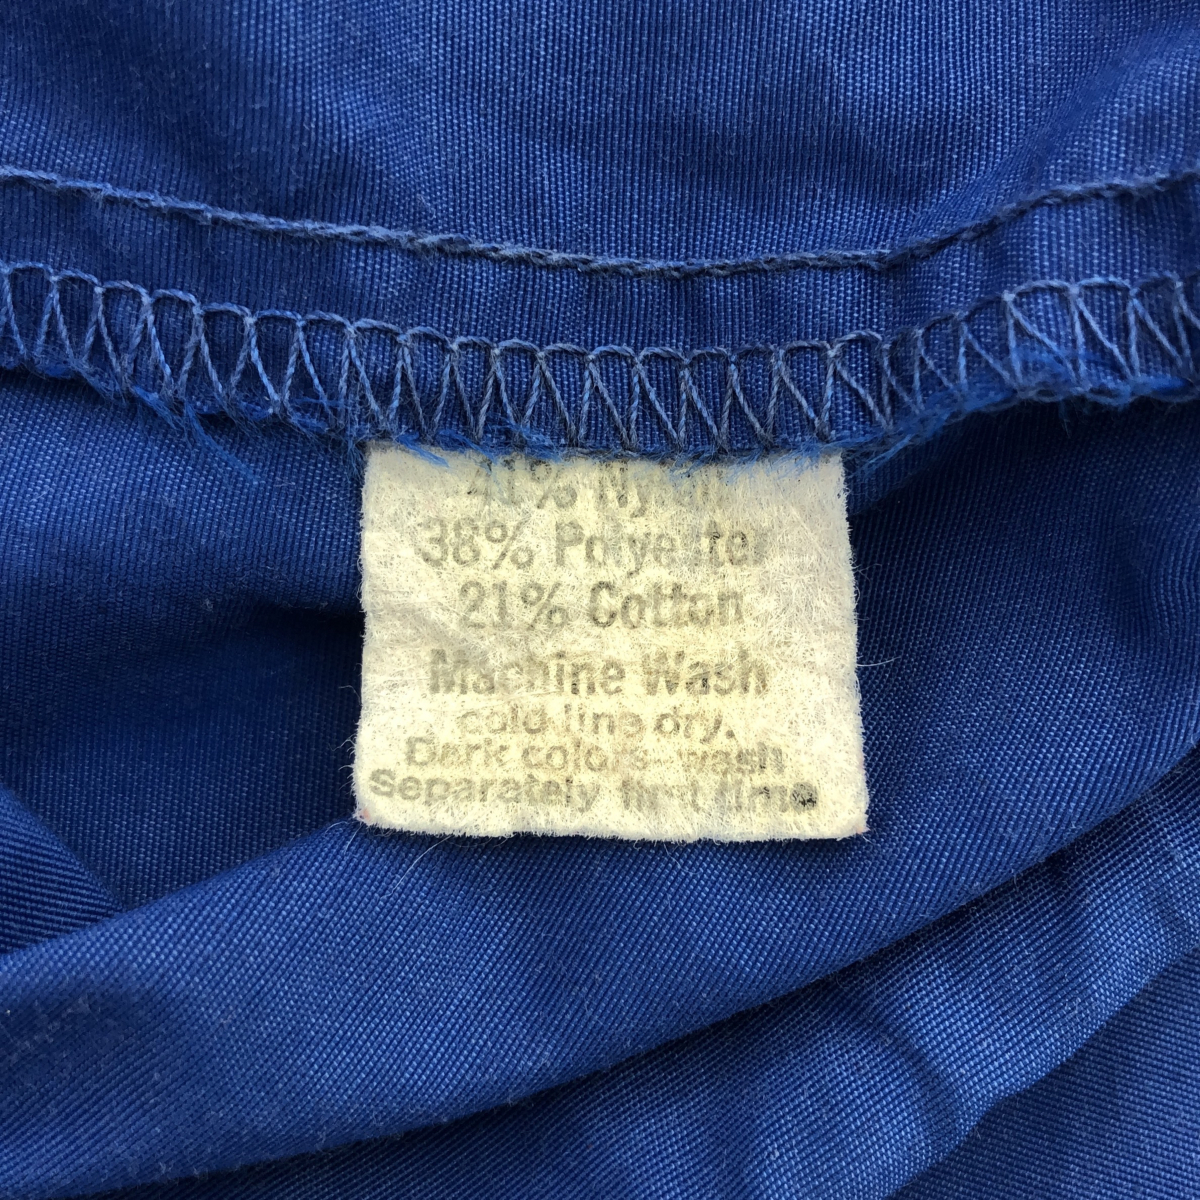 41% Nylon
38% Polyester
21% Cotton
Machine Wash
cold line dry.
Dark colors-wash
Separately first time